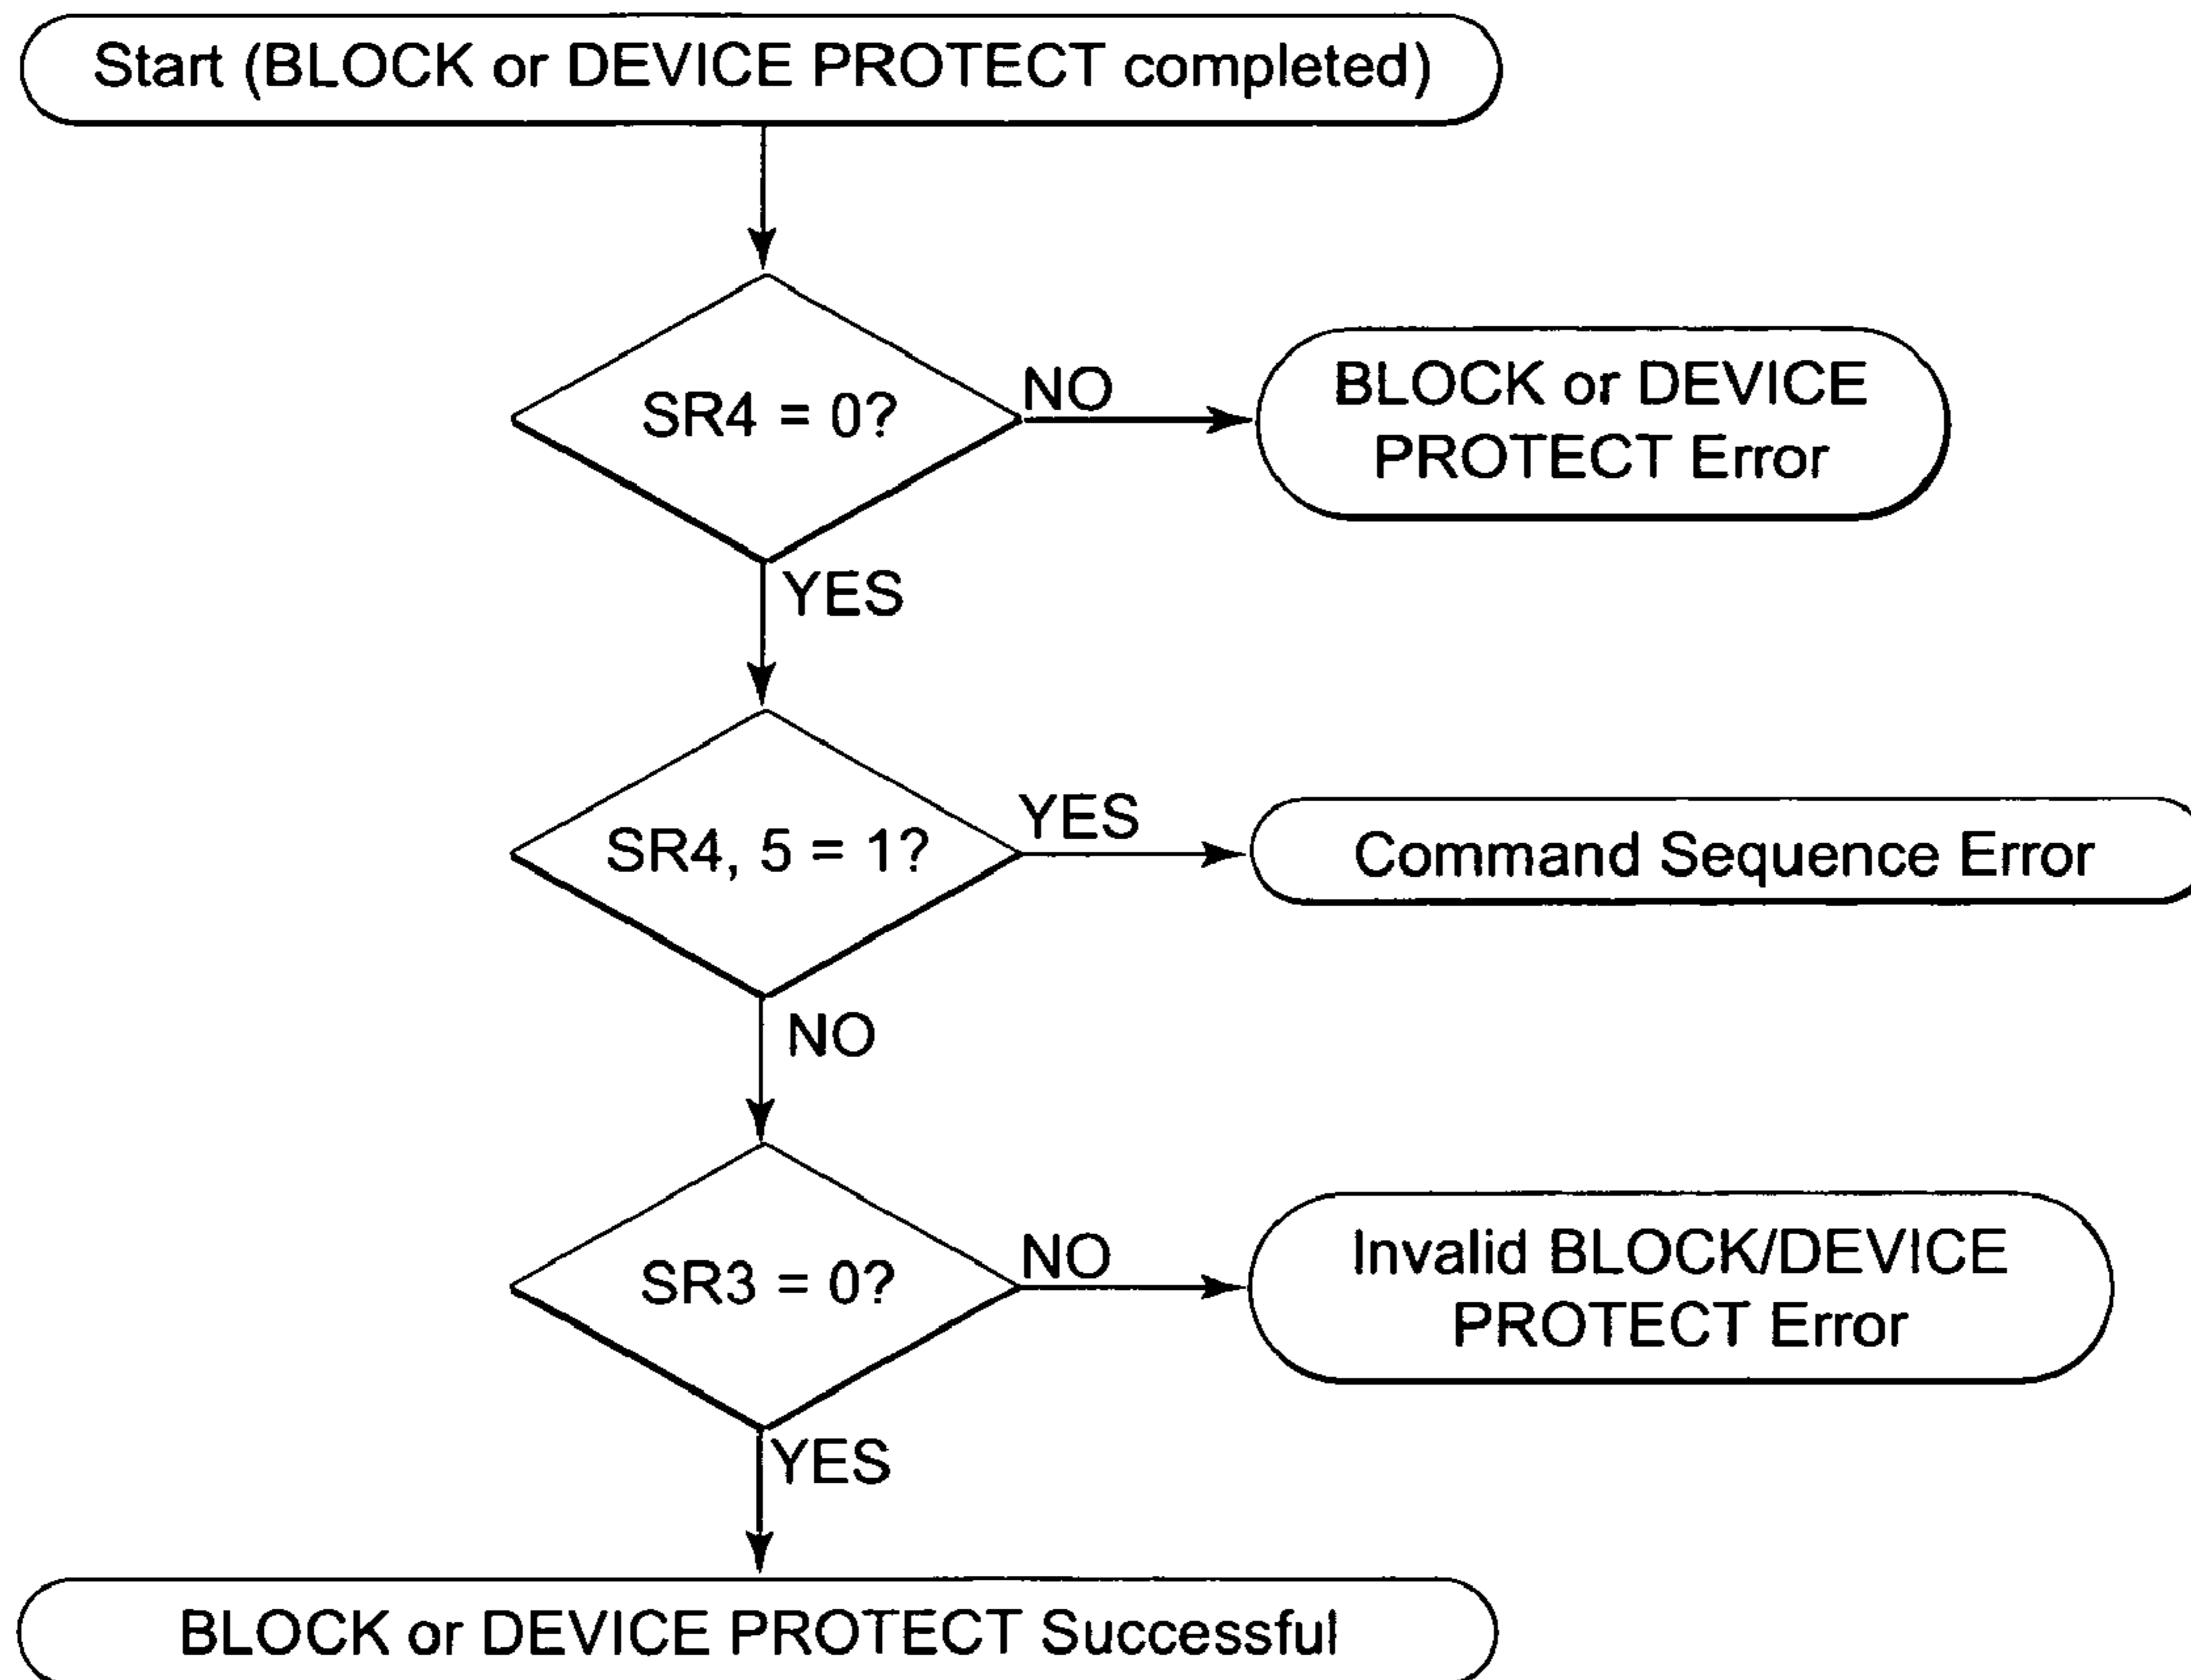 Start (BLOCK or DEVICE PROTECT completed)
SR4 = 0?
NO
BLOCK or DEVICE
PROTECT Error
YES
SR4, 5 = 1?
YES
Command Sequence Error
NO
SR3 = 0?
NO
Invalid BLOCK/DEVICE
PROTECT Error
YES
BLOCK or DEVICE PROTECT Successful